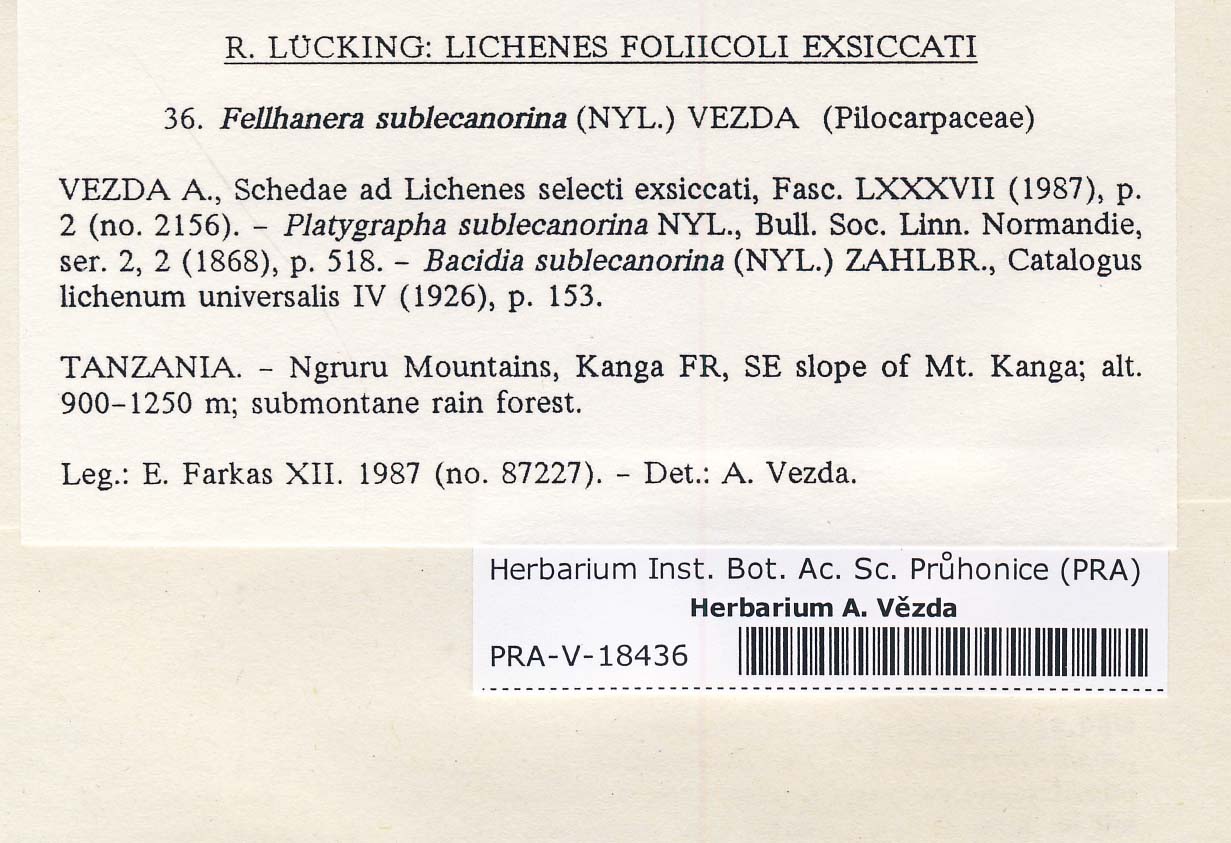 R. LÜCKING: LICHENES FOLIICOLI EXSICCATI
36. Fellhanera sublecanorina (NYL.) VEZDA (Pilocarpaceae)
VEZDA A., Schedae ad Lichenes selecti exsiccati, Fasc. LXXXVII (1987), p.
2 (no. 2156). – Platygrapha sublecanorina NYL., Bull. Soc. Linn. Normandie,
ser. 2, 2 (1868), p. 518. – Bacidia sublecanorina (NYL.) ZAHLBR., Catalogus
lichenum universalis IV (1926), p. 153.
TANZANIA. – Ngruru Mountains, Kanga FR, SE slope of Mt. Kanga; alt.
900–1250 m; submontane rain forest.
Leg.: E. Farkas XII. 1987 (no. 87227). – Det.: A. Vezda.
Herbarium Inst. Bot. Ac. Sc. Průhonice (PRA)
Herbarium A. Vězda
PRA-V-18436